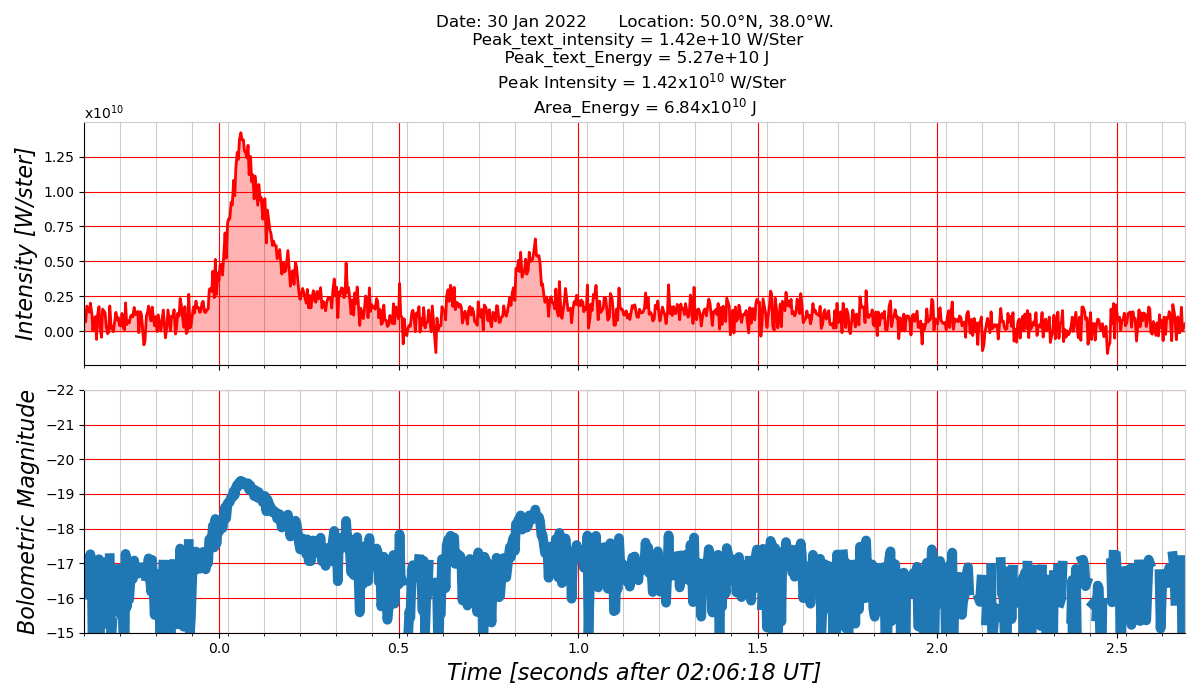 Date: 30 Jan 2022      Location: 50.0°N, 38.0°W.
Peak_text_intensity = 1.42e+10 W/Ster
Peak_text_Energy = 5.27e+10 J
Peak Intensity = 1.42x10¹⁰ W/Ster
Area_Energy = 6.84x10¹⁰ J
x10¹⁰
Intensity [W/ster]
1.25
1.00
0.75
0.50
0.25
0.00
Bolometric Magnitude
−22
−21
−20
−19
−18
−17
−16
−15
0.0 0.5 1.0 1.5 2.0 2.5
Time [seconds after 02:06:18 UT]